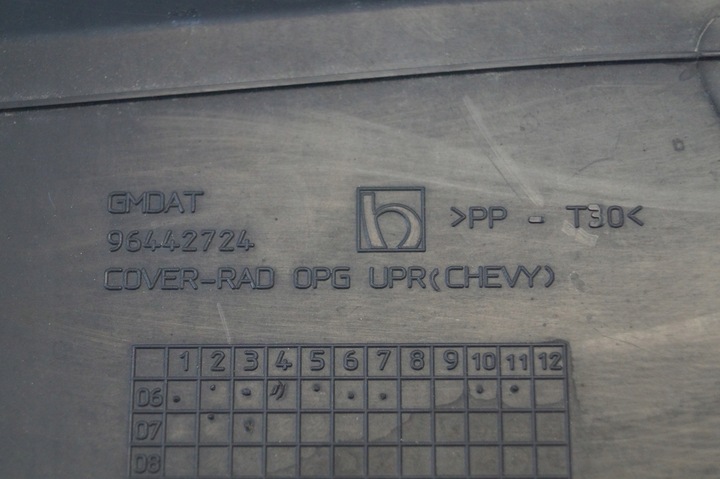 GMDAT
96442724
COVER-RAD OPG UPR(CHEVY)
h >PP - T30<
1 2 3 4 5 6 7 8 9 10 11 12
06
07
08